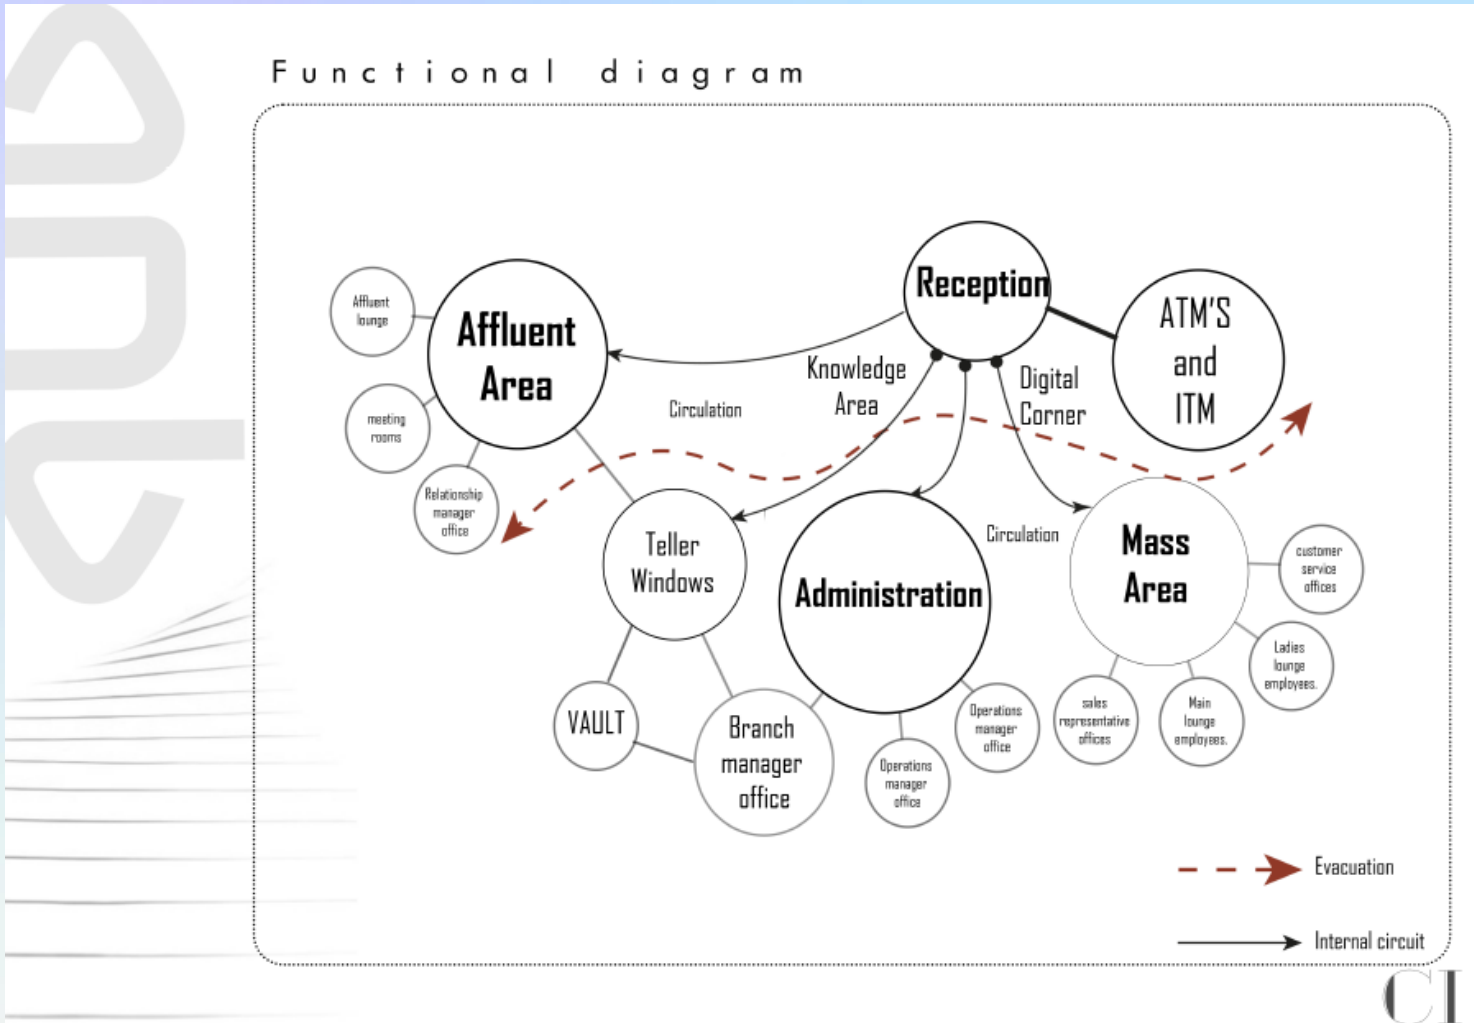 Functional diagram
Reception
ATM'S
and
ITM
Affluent
Area
Affluent
lounge
meeting
rooms
Relationship
manager
office
Knowledge
Area
Digital
Corner
Circulation
Circulation
Teller
Windows
Administration
Mass
Area
customer
service
offices
Ladies
lounge
employees.
Main
lounge
employees.
sales
representative
offices
VAULT
Branch
manager
office
Operations
manager
office
Operations
manager
office
Evacuation
Internal circuit
CI